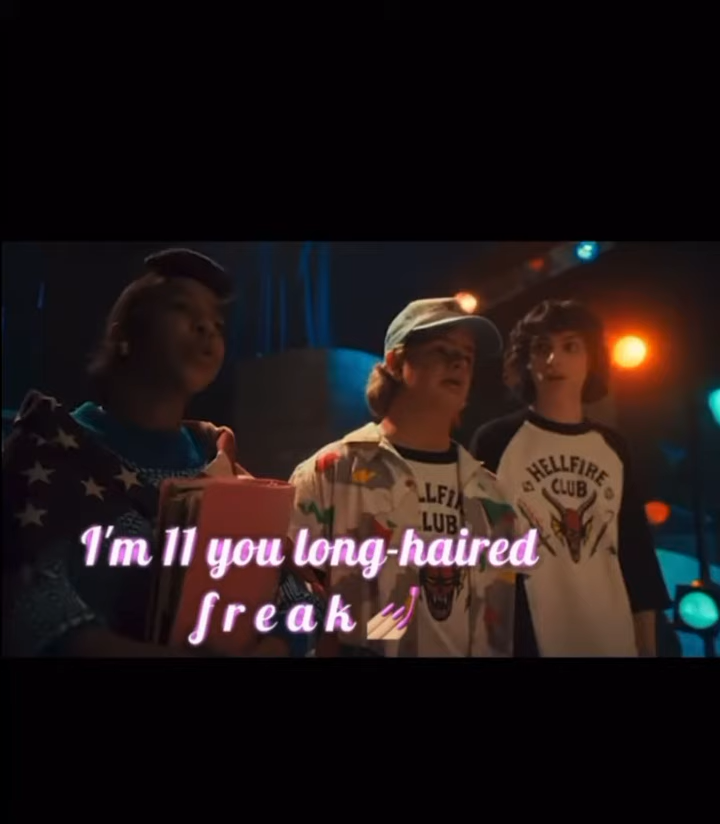 HELLFIRE
CLUB
LLFI
LUB
I'm 11 you long-haired
freak 💅🏼